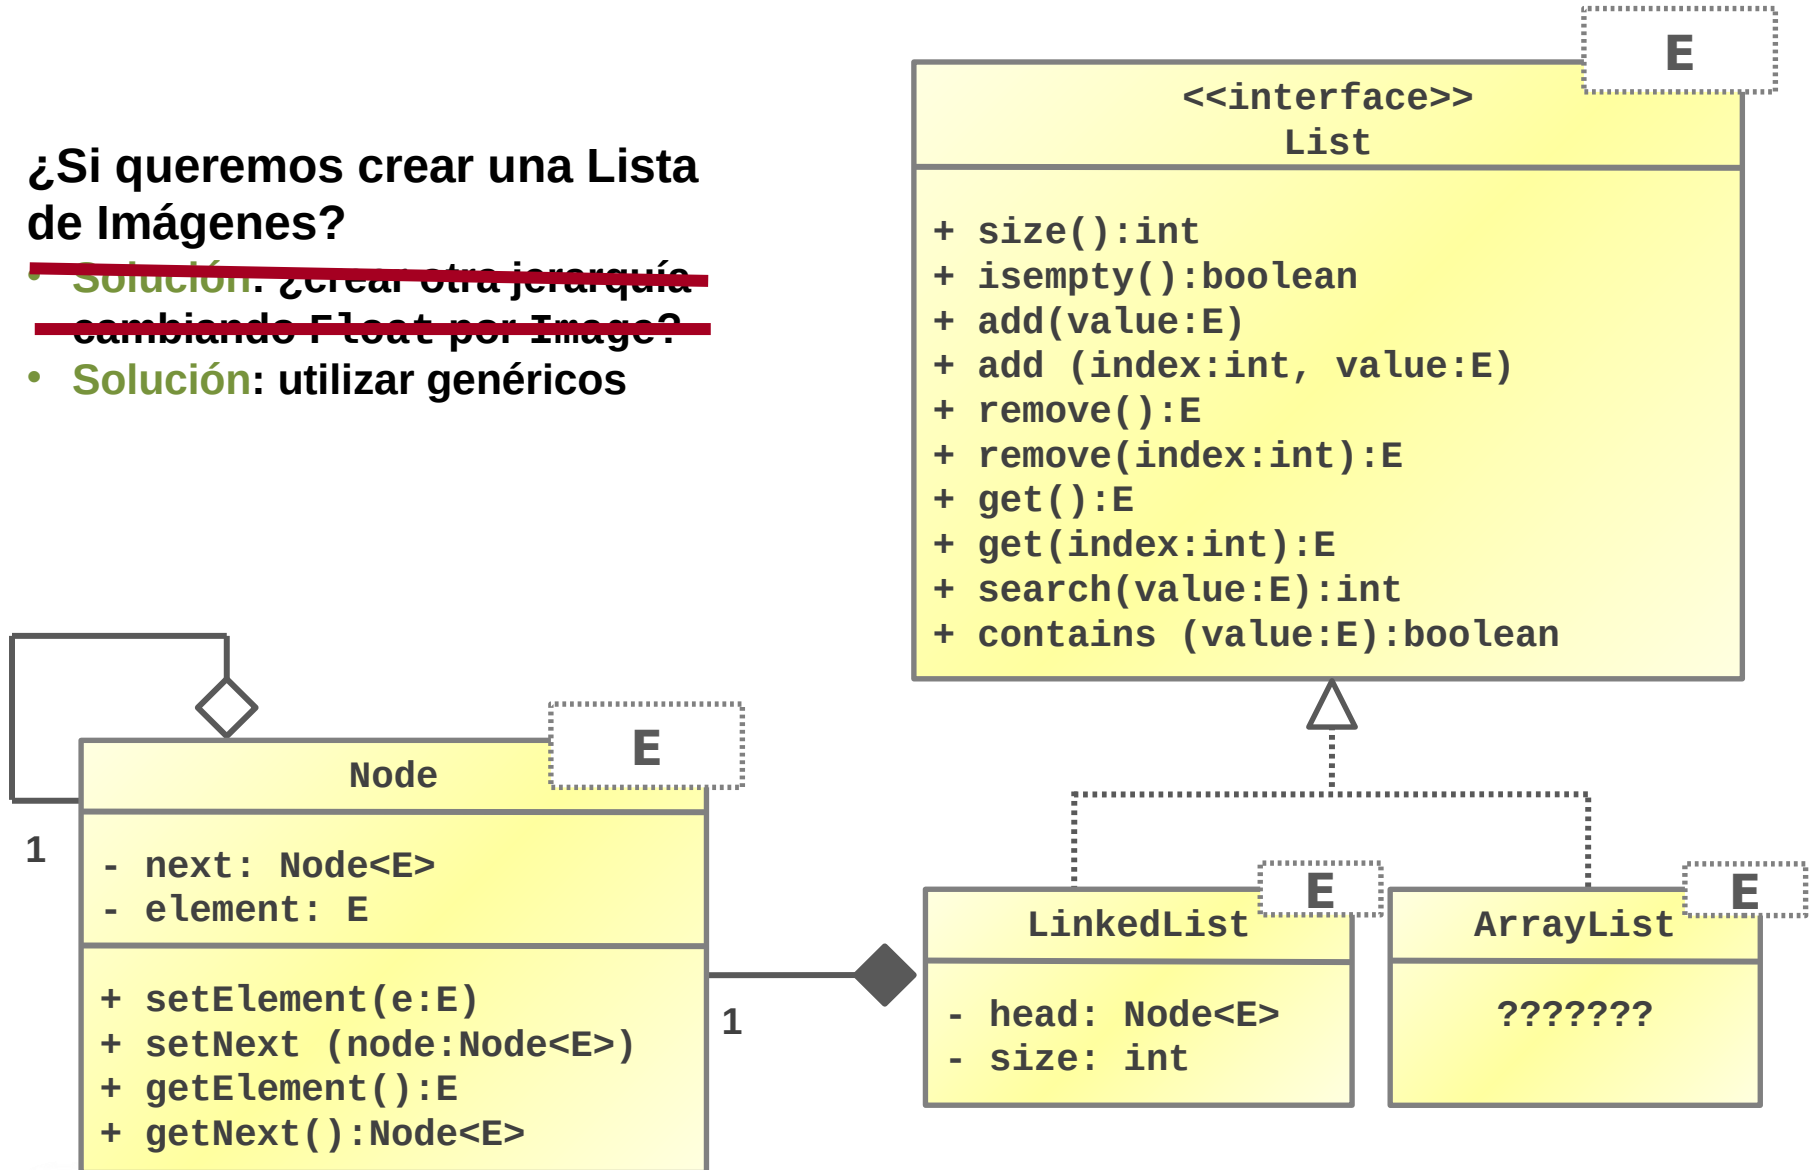 ¿Si queremos crear una Lista
de Imágenes?
• Solución: ¿crear otra jerarquía
cambiando Float por Image?
• Solución: utilizar genéricos
E
<<interface>>
List
+ size():int
+ isempty():boolean
+ add(value:E)
+ add (index:int, value:E)
+ remove():E
+ remove(index:int):E
+ get():E
+ get(index:int):E
+ search(value:E):int
+ contains (value:E):boolean
E
Node
1
- next: Node<E>
- element: E
+ setElement(e:E)
+ setNext (node:Node<E>)
+ getElement():E
+ getNext():Node<E>
1
E
LinkedList
- head: Node<E>
- size: int
E
ArrayList
???????